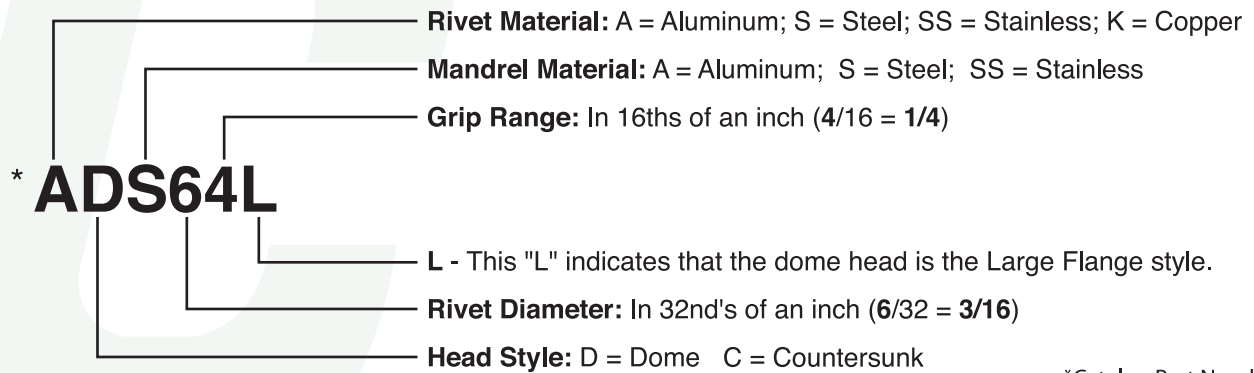 Rivet Material: A = Aluminum; S = Steel; SS = Stainless; K = Copper
Mandrel Material: A = Aluminum; S = Steel; SS = Stainless
Grip Range: In 16ths of an inch (4/16 = 1/4)
* ADS64L
L - This "L" indicates that the dome head is the Large Flange style.
Rivet Diameter: In 32nd's of an inch (6/32 = 3/16)
Head Style: D = Dome C = Countersunk